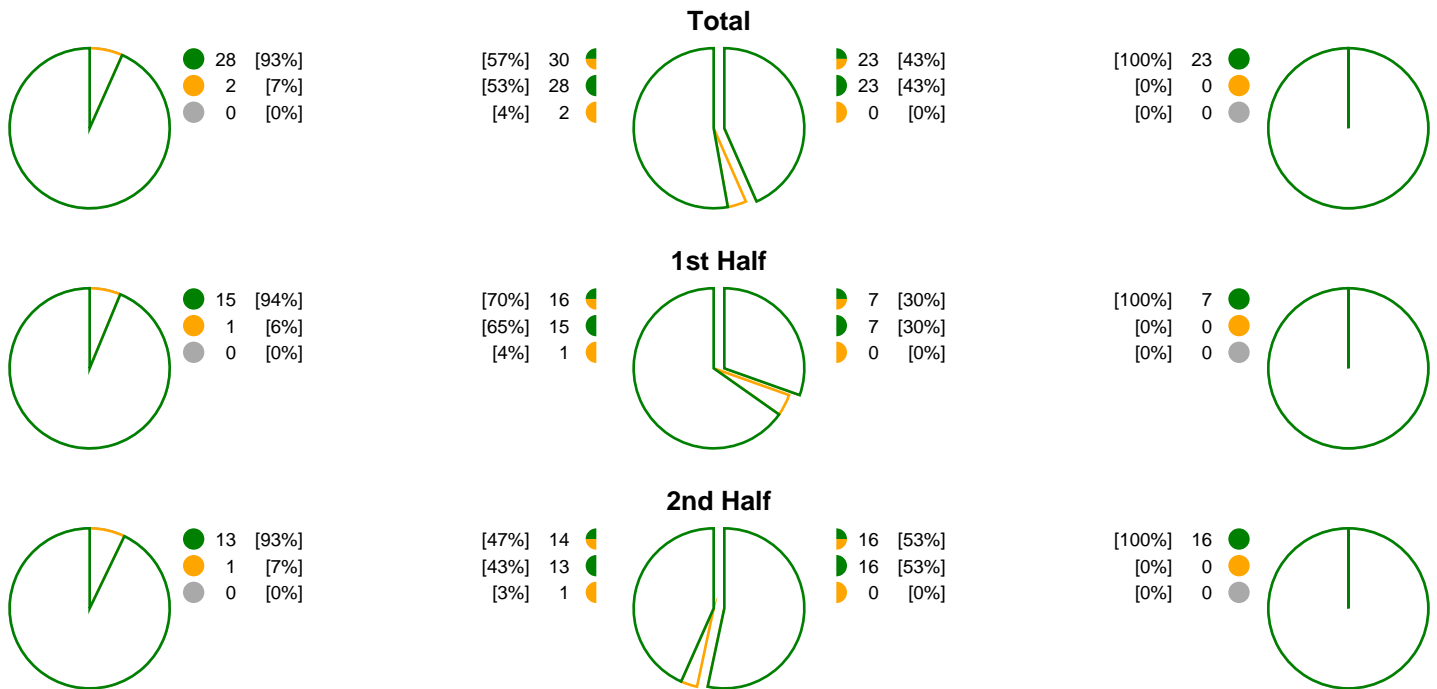 Total
28 [93%] [57%] 30 23 [43%] [100%] 23
2 [7%] [53%] 28 23 [43%] [0%] 0
0 [0%] [4%] 2 0 [0%] [0%] 0
1st Half
15 [94%] [70%] 16 7 [30%] [100%] 7
1 [6%] [65%] 15 7 [30%] [0%] 0
0 [0%] [4%] 1 0 [0%] [0%] 0
2nd Half
13 [93%] [47%] 14 16 [53%] [100%] 16
1 [7%] [43%] 13 16 [53%] [0%] 0
0 [0%] [3%] 1 0 [0%] [0%] 0